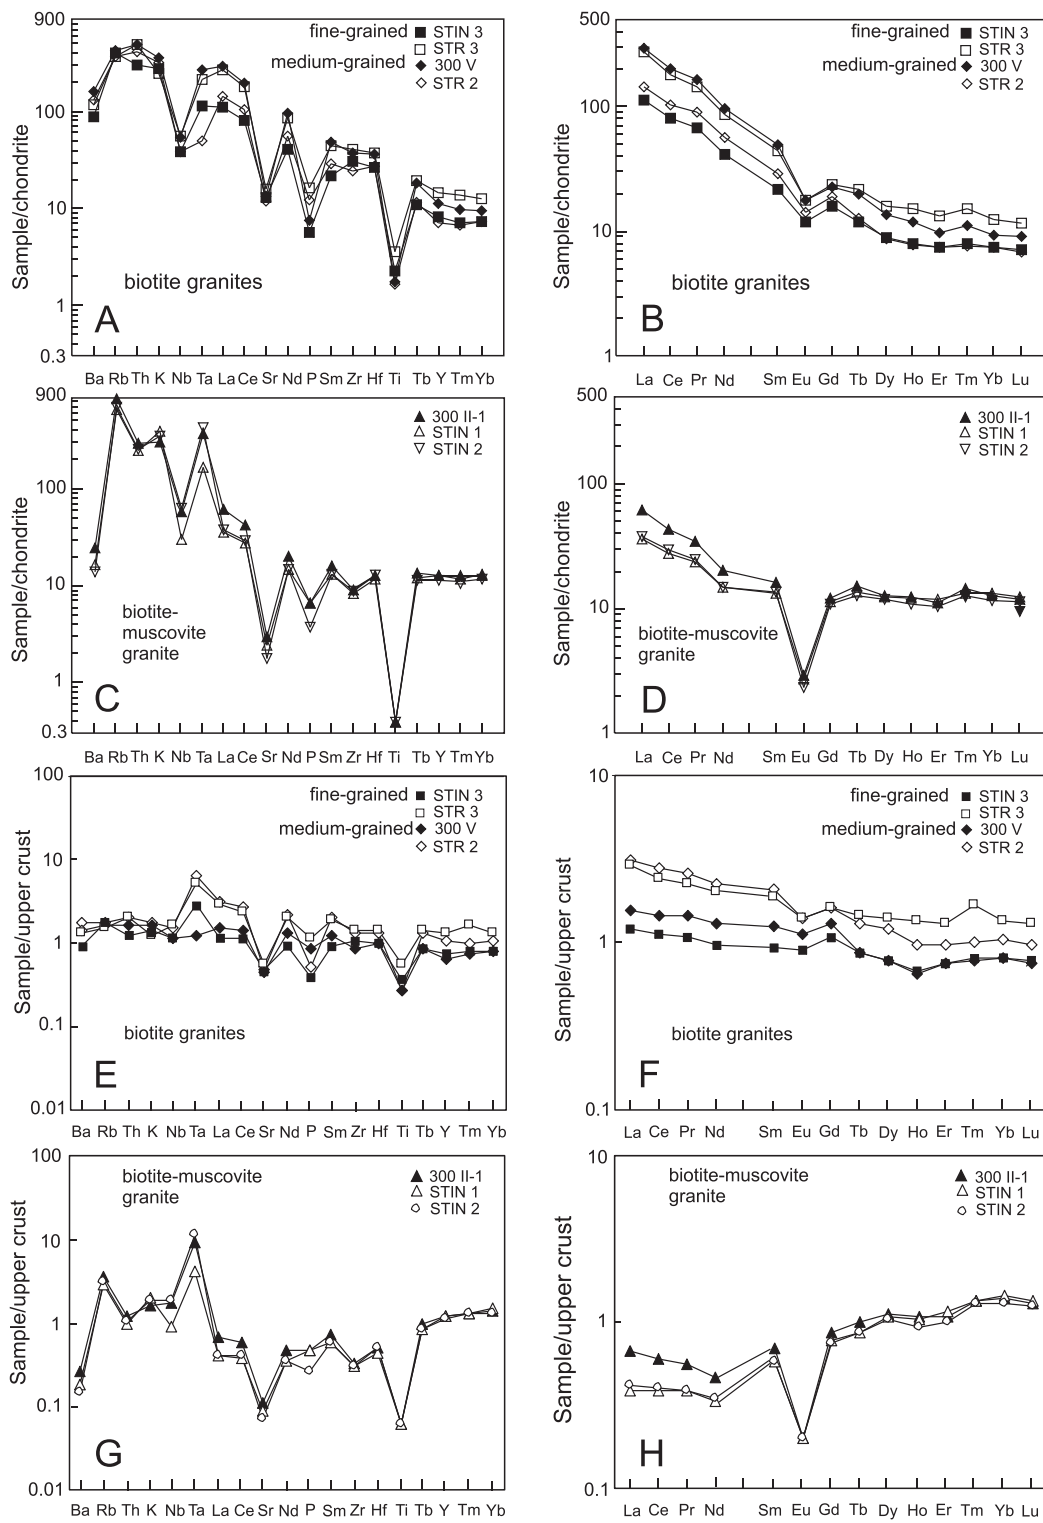 900
100
10
1
0.3
Sample/chondrite
fine-grained STIN 3
STR 3
medium-grained 300 V
STR 2
biotite granites
A
Ba Rb Th K Nb Ta La Ce Sr Nd P Sm Zr Hf Ti Tb Y Tm Yb
500
100
10
1
Sample/chondrite
fine-grained STIN 3
STR 3
medium-grained 300 V
STR 2
biotite granites
B
La Ce Pr Nd Sm Eu Gd Tb Dy Ho Er Tm Yb Lu
900
100
10
1
0.3
Sample/chondrite
300 II-1
STIN 1
STIN 2
biotite-
muscovite
granite
C
Ba Rb Th K Nb Ta La Ce Sr Nd P Sm Zr Hf Ti Tb Y Tm Yb
500
100
10
1
Sample/chondrite
300 II-1
STIN 1
STIN 2
biotite-muscovite
granite
D
La Ce Pr Nd Sm Eu Gd Tb Dy Ho Er Tm Yb Lu
100
10
1
0.1
0.01
Sample/upper crust
fine-grained STIN 3
STR 3
medium-grained 300 V
STR 2
biotite granites
E
Ba Rb Th K Nb Ta La Ce Sr Nd P Sm Zr Hf Ti Tb Y Tm Yb
10
1
0.1
Sample/upper crust
fine-grained STIN 3
STR 3
medium-grained 300 V
STR 2
biotite granites
F
La Ce Pr Nd Sm Eu Gd Tb Dy Ho Er Tm Yb Lu
100
10
1
0.1
0.01
Sample/upper crust
biotite-muscovite
granite
300 II-1
STIN 1
STIN 2
G
Ba Rb Th K Nb Ta La Ce Sr Nd P Sm Zr Hf Ti Tb Y Tm Yb
10
1
0.1
Sample/upper crust
biotite-muscovite
granite
300 II-1
STIN 1
STIN 2
H
La Ce Pr Nd Sm Eu Gd Tb Dy Ho Er Tm Yb Lu